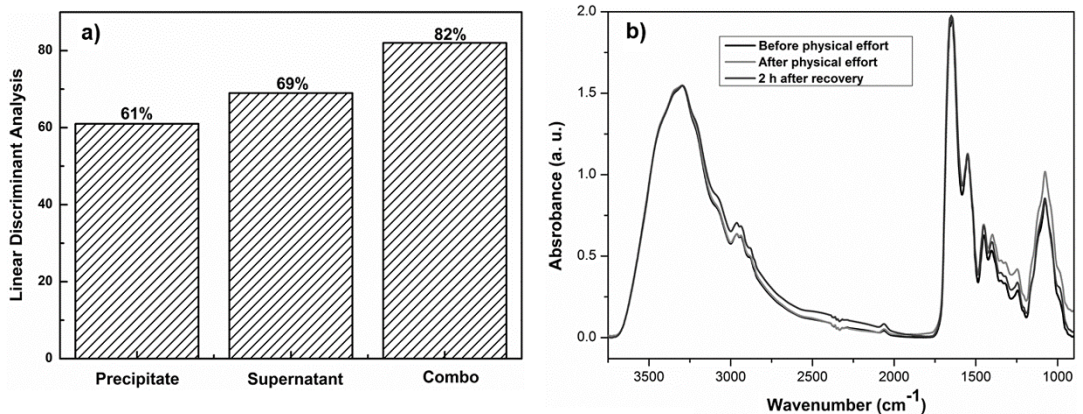 a)
Linear Discriminant Analysis
80
60
40
20
0
61%
69%
82%
Precipitate
Supernatant
Combo
b)
Absrobance (a. u.)
2.0
1.5
1.0
0.5
0.0
Before physical effort
After physical effort
2 h after recovery
3500 3000 2500 2000 1500 1000
Wavenumber (cm-1)